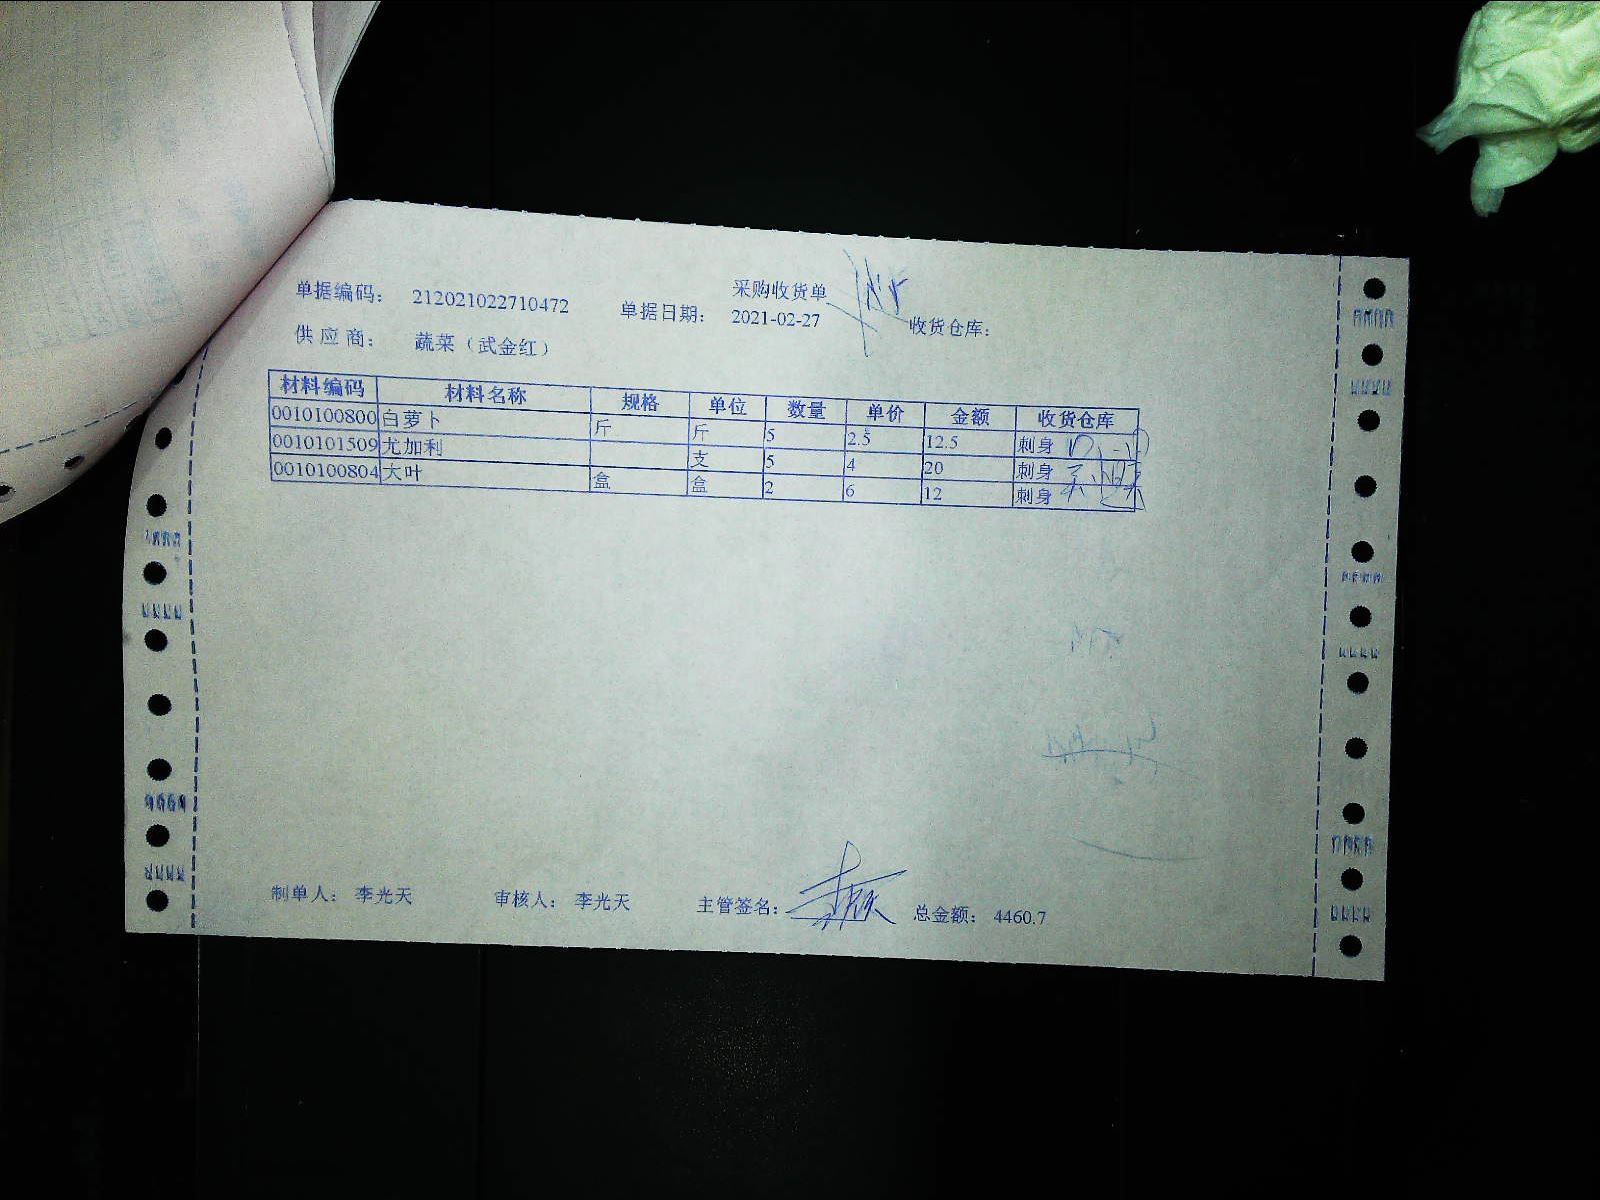 采购收货单
单据编码： 212021022710472 单据日期： 2021-02-27 收货仓库：
供应商： 蔬菜（武金红）
材料编码 材料名称 规格 单位 数量 单价 金额 收货仓库
0010100800 白萝卜 斤 斤 5 2.5 12.5 刺身
0010101509 尤加利 支 5 4 20 刺身
0010100804 大叶 盒 盒 2 6 12 刺身
制单人： 李光天 审核人： 李光天 主管签名： 总金额： 4460.7